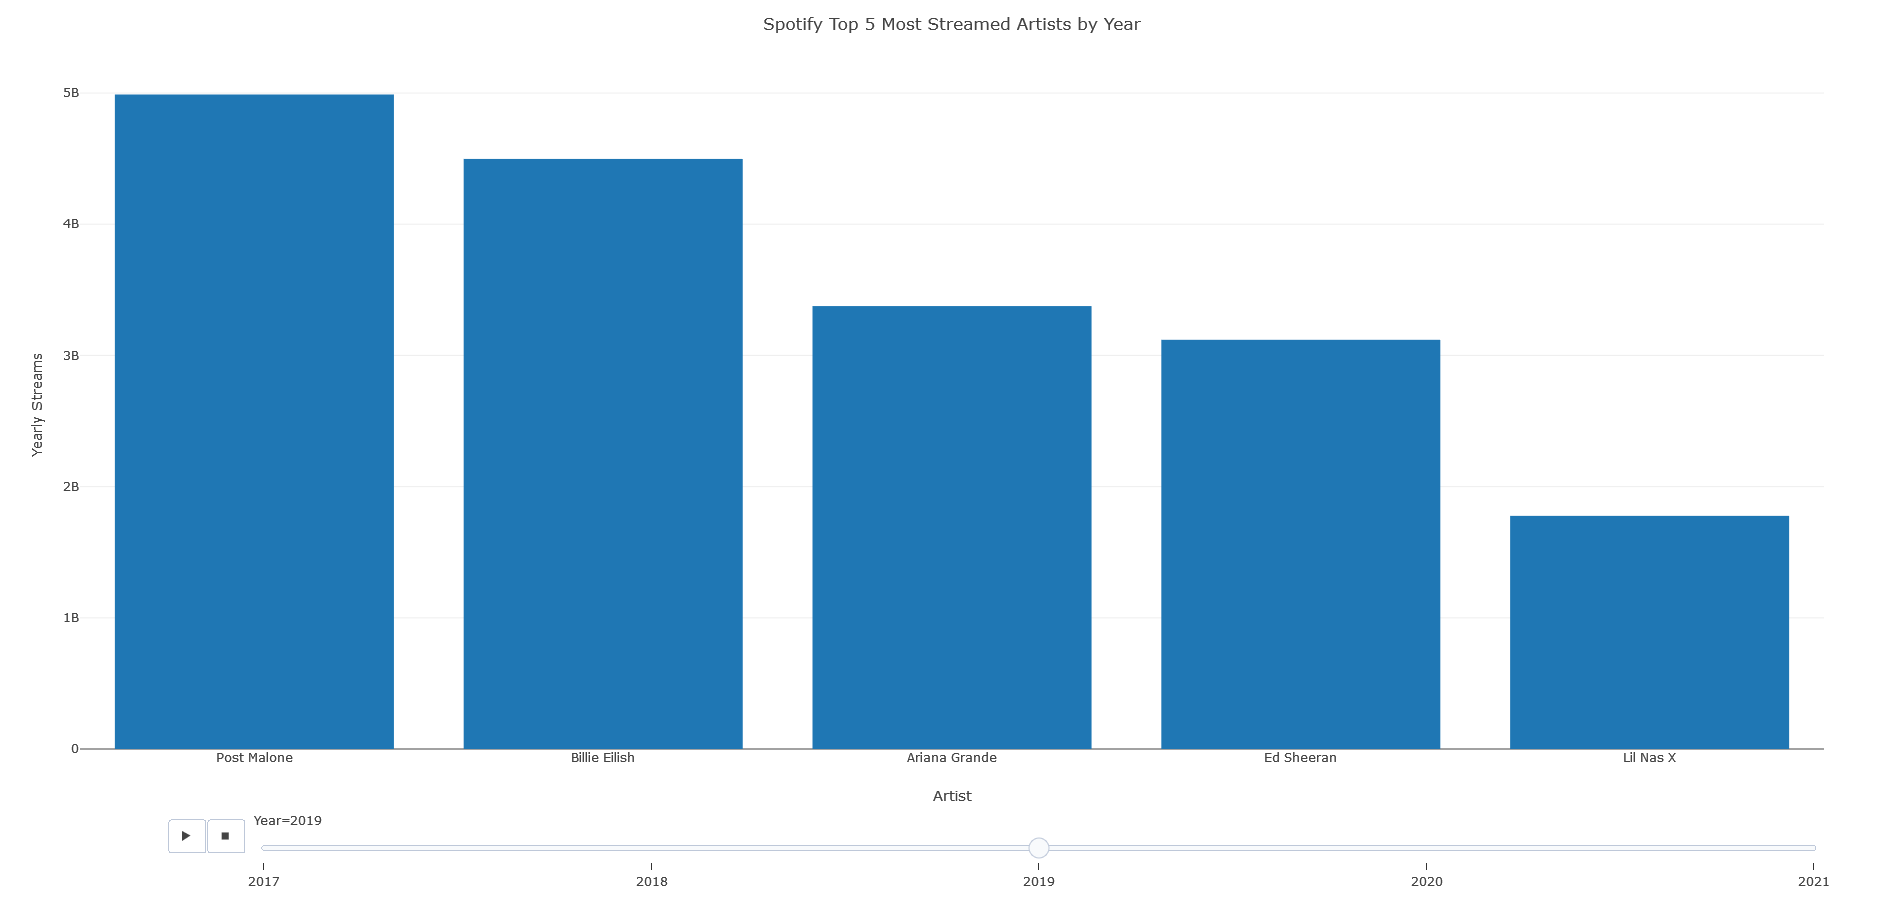 Spotify Top 5 Most Streamed Artists by Year
5B
4B
3B
2B
1B
0
Yearly Streams
Post Malone
Billie Eilish
Ariana Grande
Ed Sheeran
Lil Nas X
Artist
Year=2019
2017
2018
2019
2020
2021